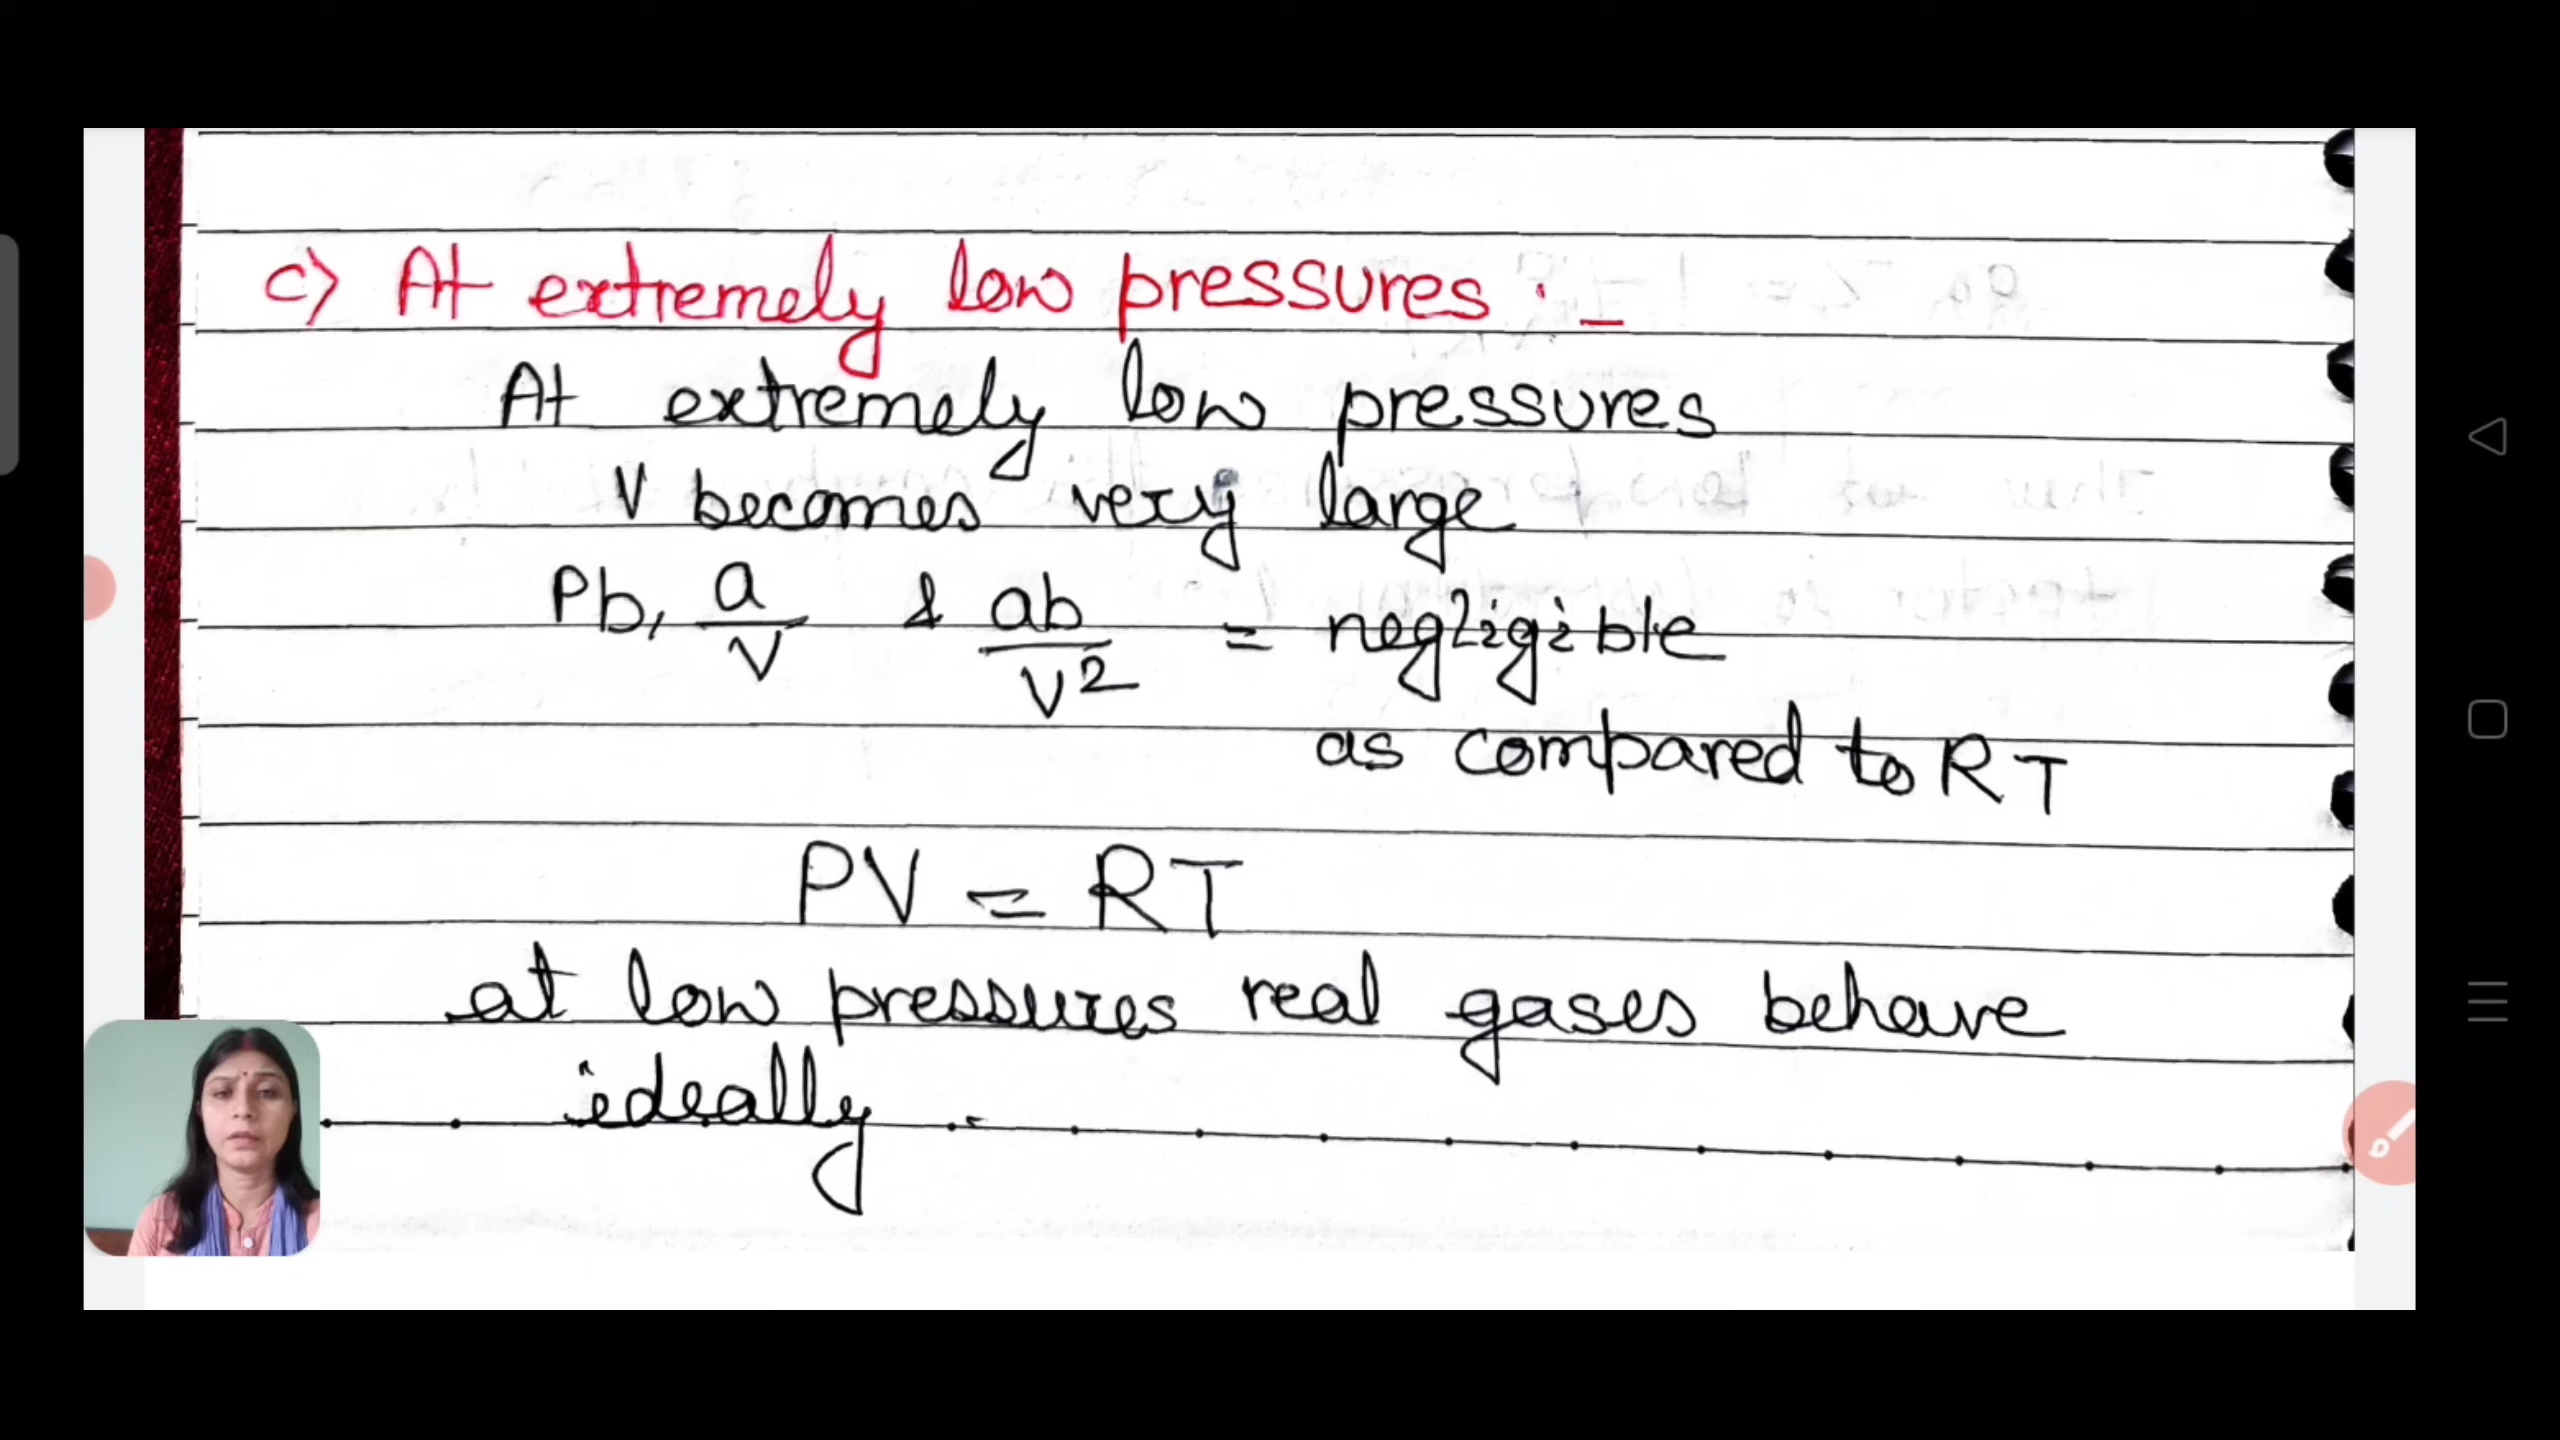 c) At extremely low pressures :-
At extremely low pressures
V becomes very large
Pb, a/V & ab/V² = negligible
as compared to RT
PV = RT
at low pressures real gases behave
ideally.